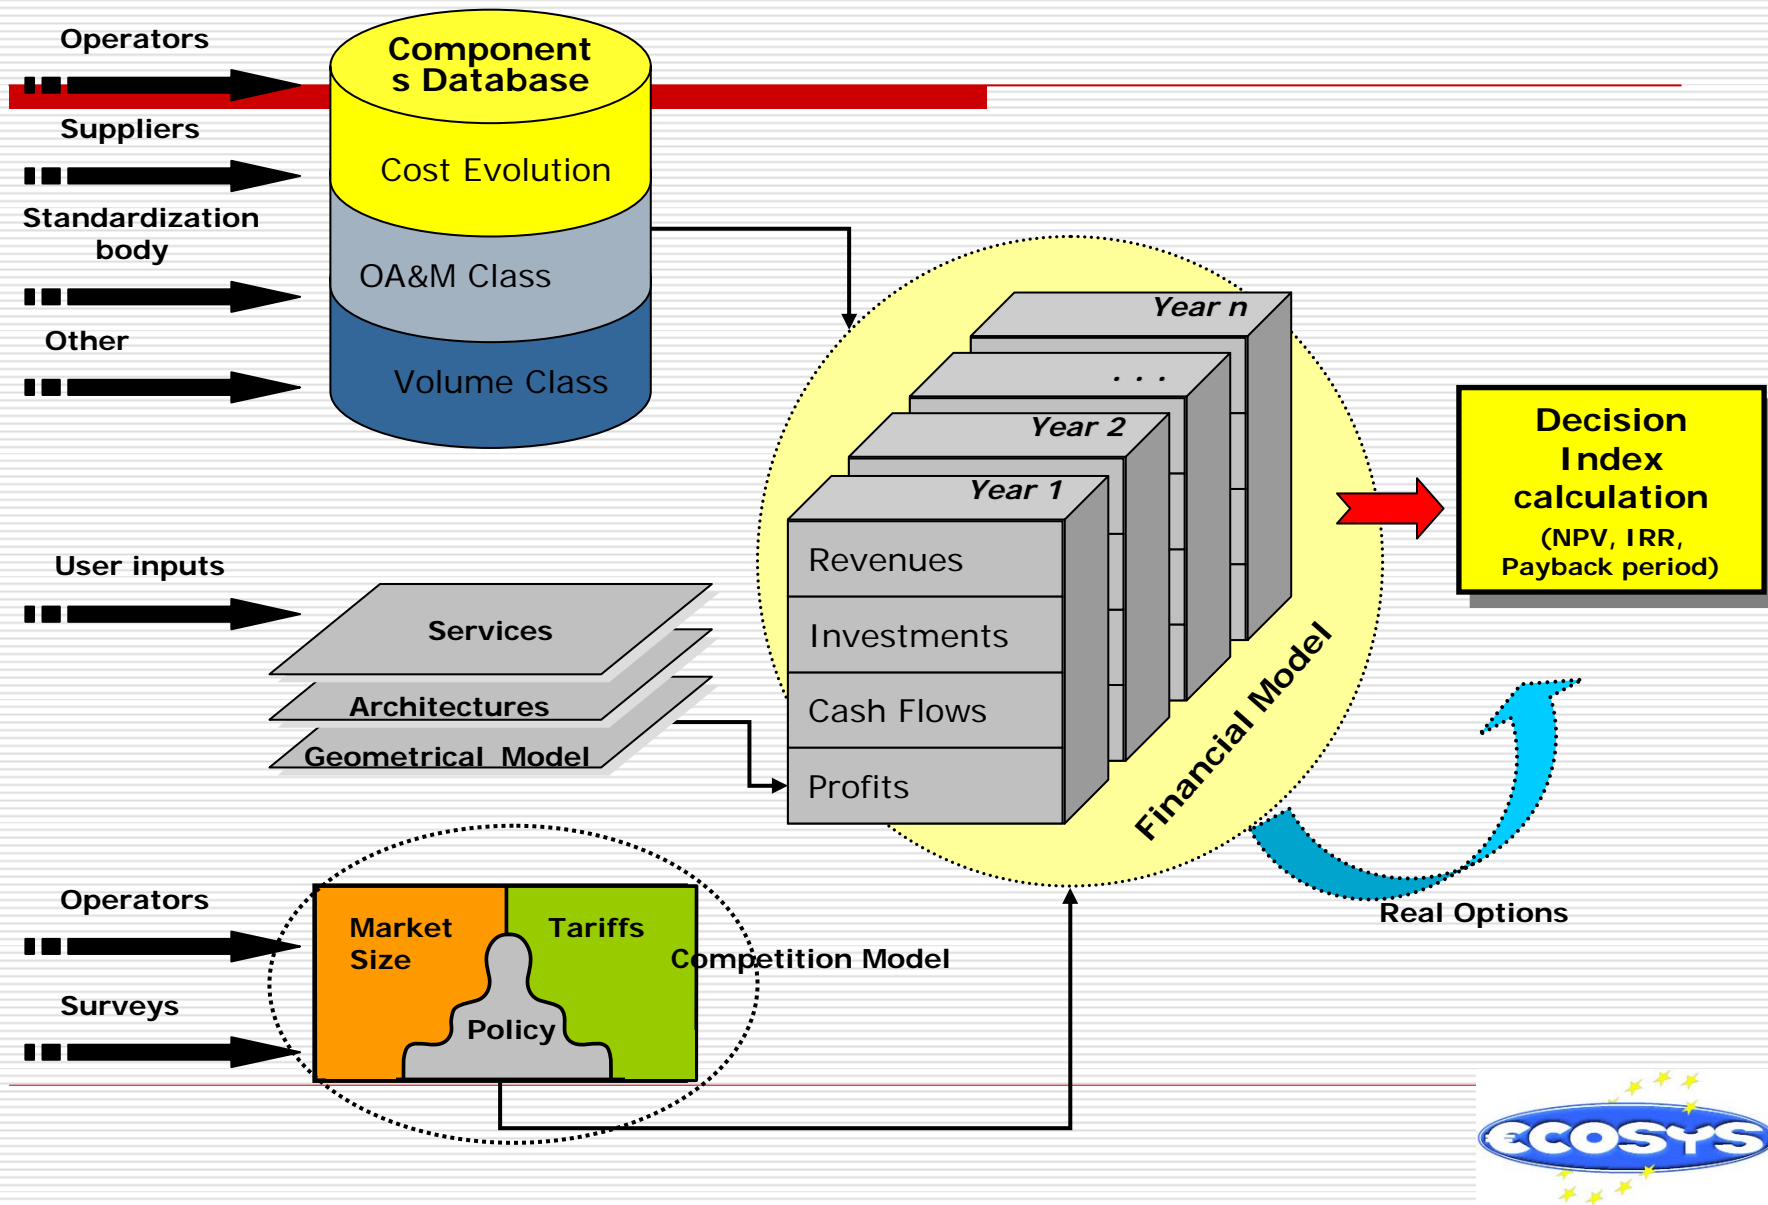 Operators
Suppliers
Standardization
body
Other
Component
s Database
Cost Evolution
OA&M Class
Volume Class
User inputs
Services
Architectures
Geometrical Model
Operators
Surveys
Market
Size
Tariffs
Policy
Competition Model
Year n
. . .
Year 2
Year 1
Revenues
Investments
Cash Flows
Profits
Financial Model
Decision
Index
calculation
(NPV, IRR,
Payback period)
Real Options
€COSYS